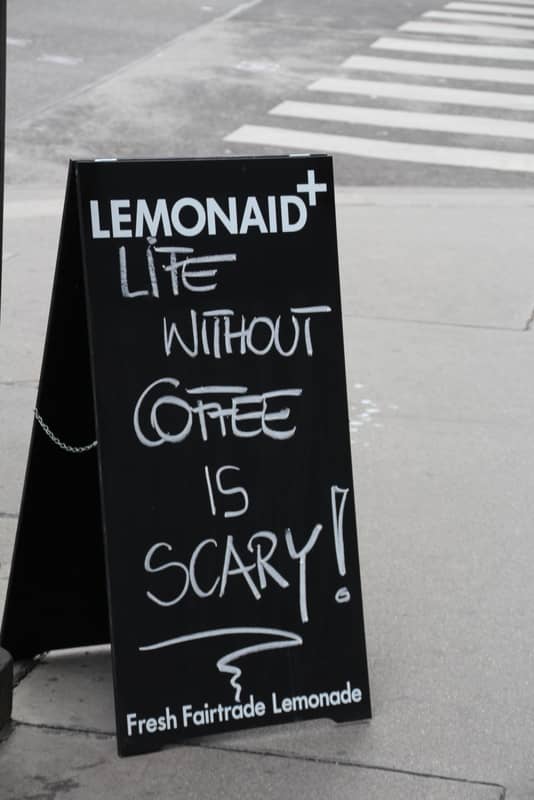 LEMONAID+
LIFE
WITHOUT
COFFEE
IS
SCARY!
Fresh Fairtrade Lemonade